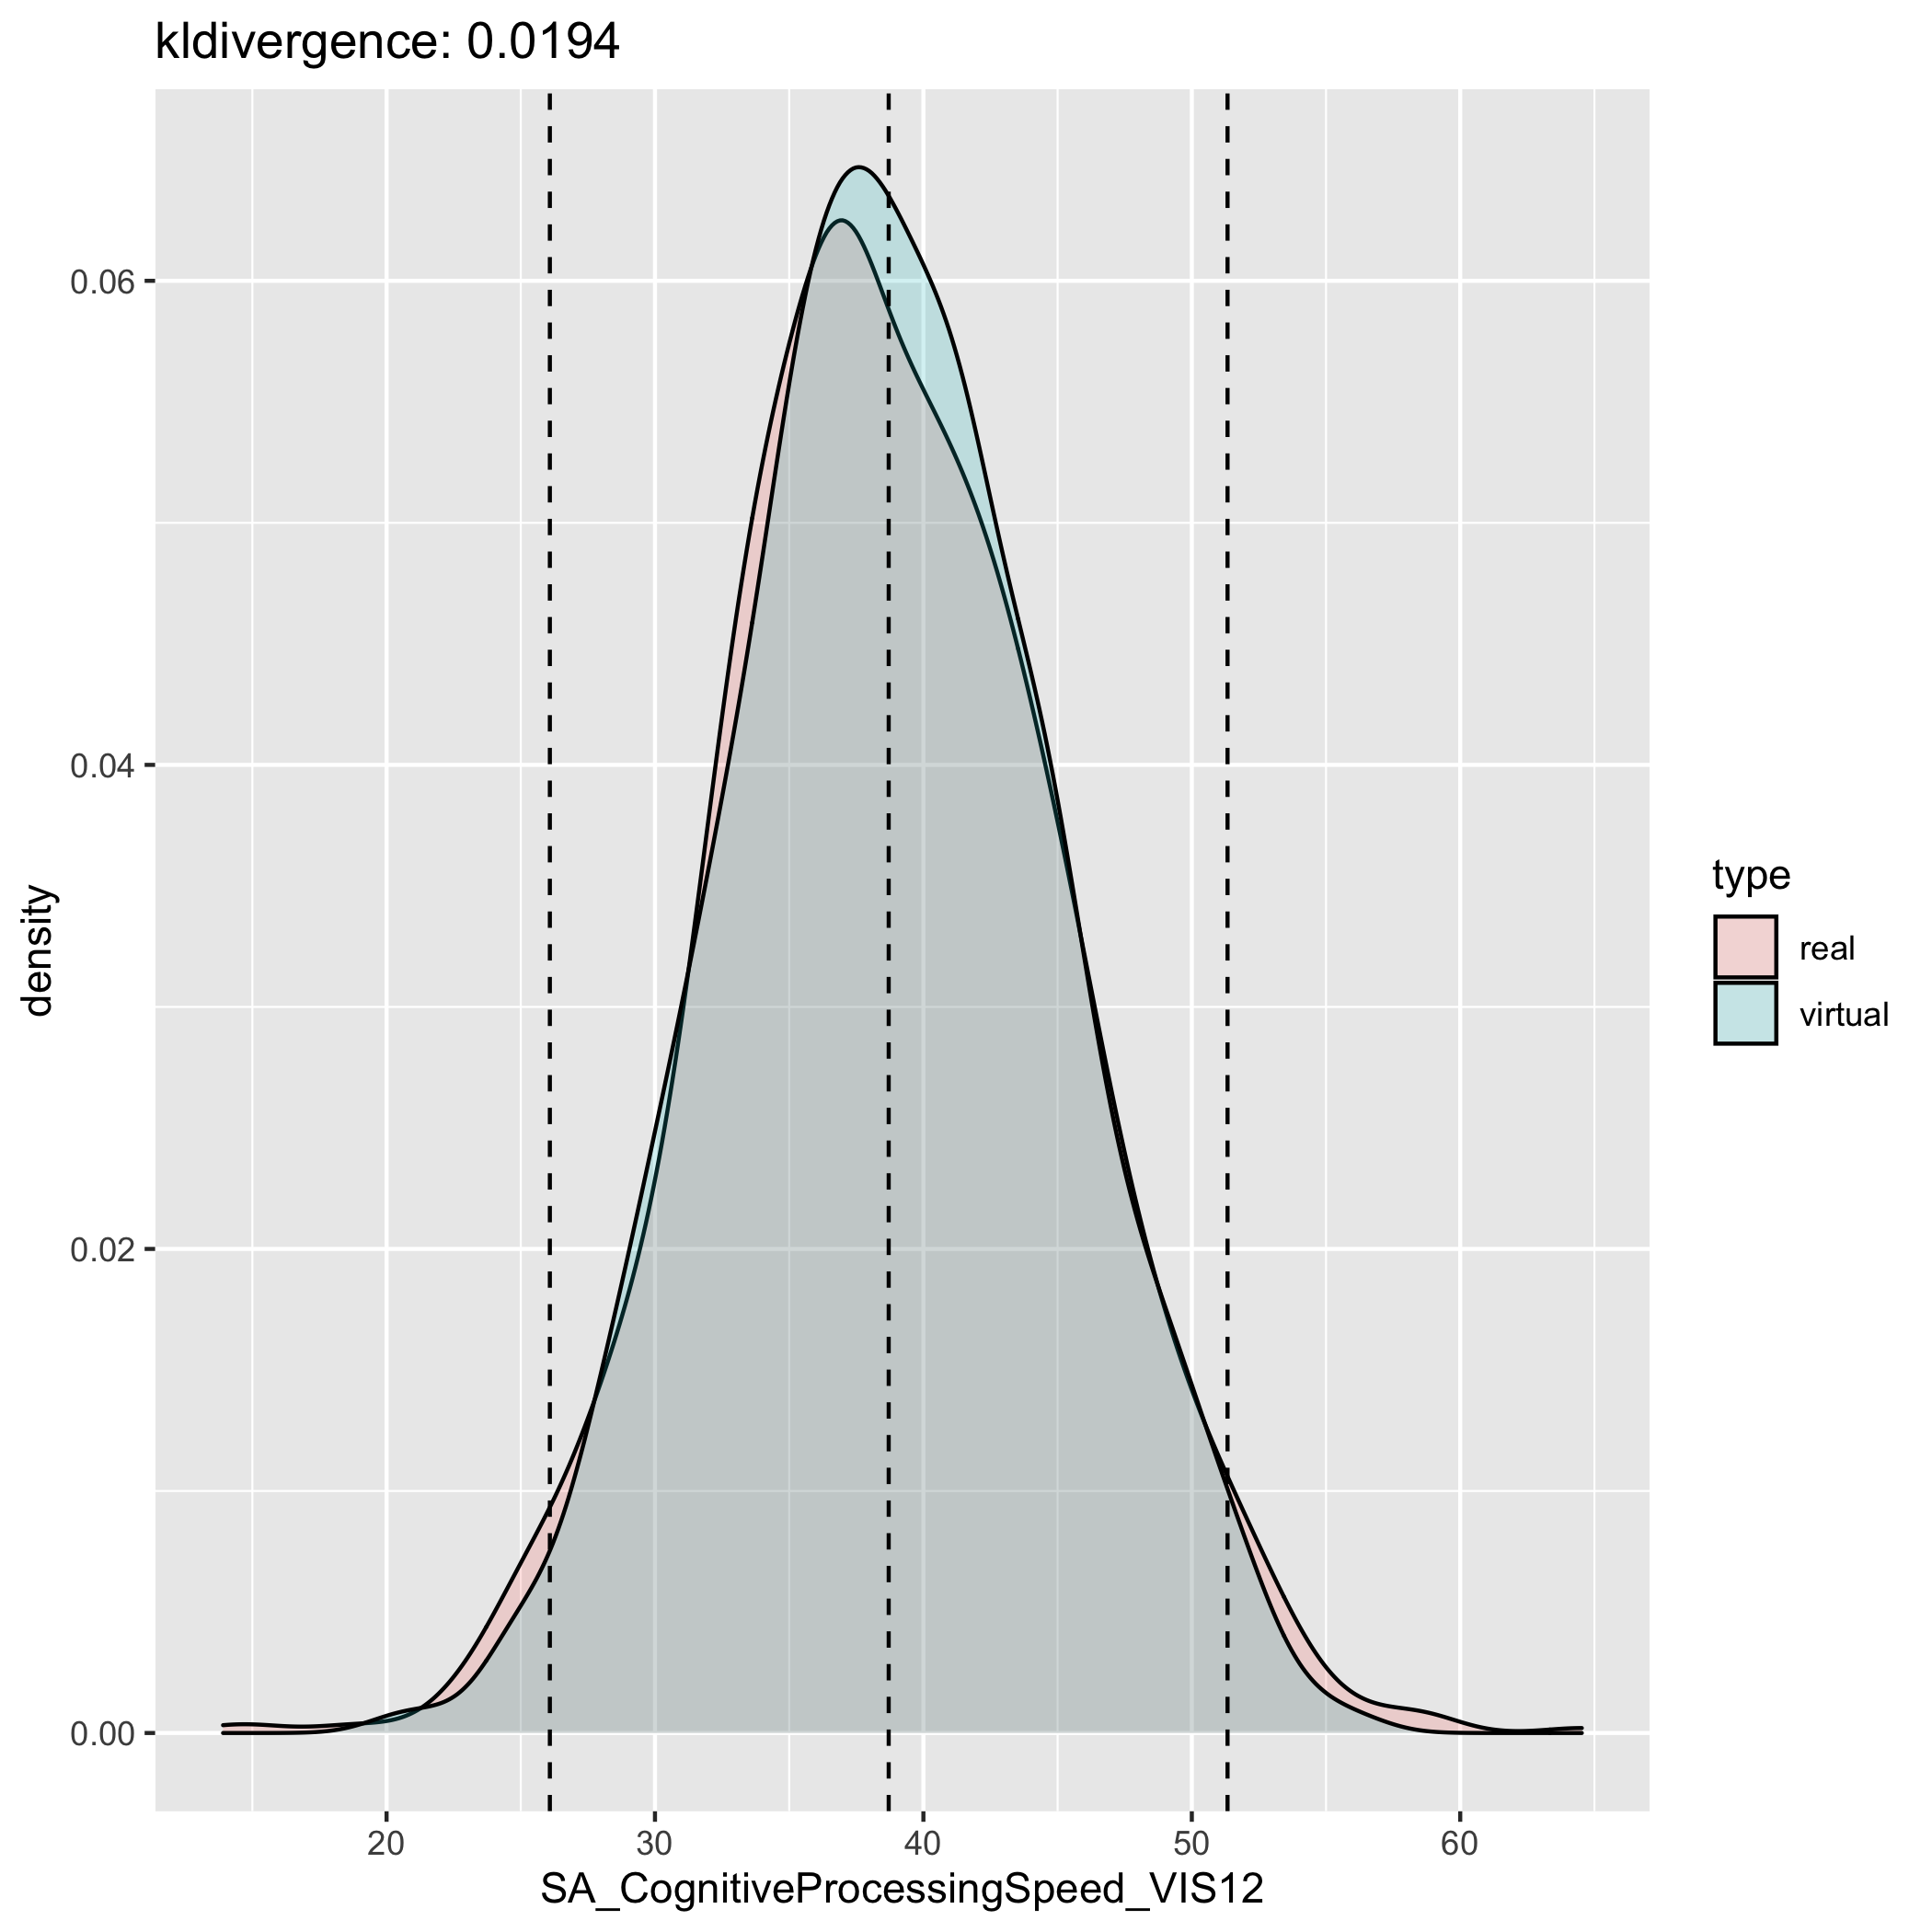 kldivergence: 0.0194
0.06
0.04
0.02
0.00
density
20
30
40
50
60
SA_CognitiveProcessingSpeed_VIS12
type
real
virtual